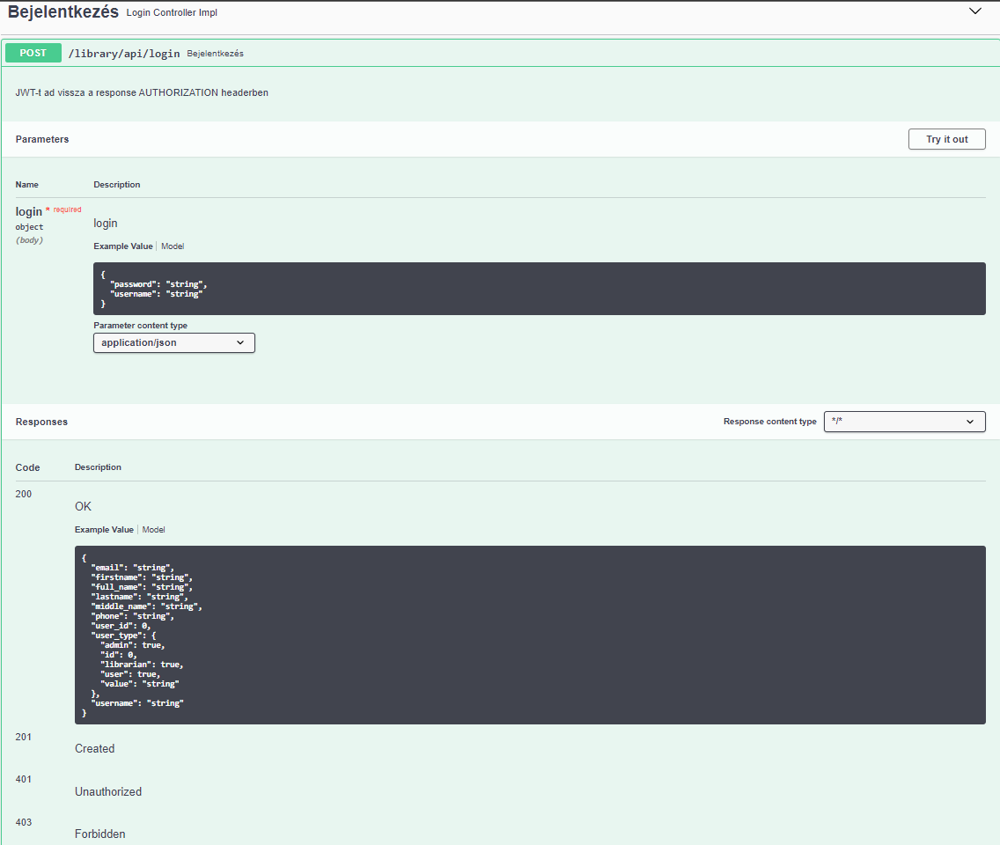 Bejelentkezés Login Controller Impl
POST /library/api/login Bejelentkezés
JWT-t ad vissza a response AUTHORIZATION headerben
Parameters Try it out
Name Description
login * required
object
(body)
login
Example Value Model
{
"password": "string",
"username": "string"
}
Parameter content type
application/json
Responses Response content type */*
Code Description
200
OK
Example Value Model
{
"email": "string",
"firstname": "string",
"full_name": "string",
"lastname": "string",
"middle_name": "string",
"phone": "string",
"user_id": 0,
"user_type": {
"admin": true,
"id": 0,
"librarian": true,
"user": true,
"value": "string"
},
"username": "string"
}
201
Created
401
Unauthorized
403
Forbidden